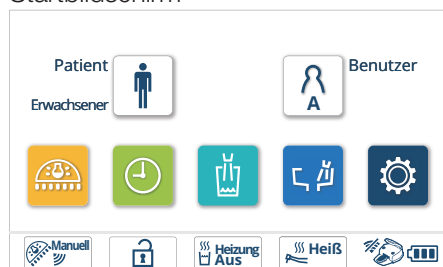 Startbildschirm
Patient
Benutzer
Erwachsener
A
Manuell
Heizung
Aus
Heiß